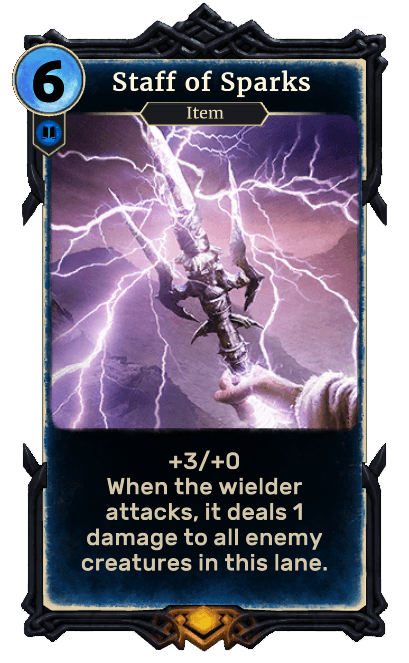 6
Staff of Sparks
Item
+3/+0
When the wielder
attacks, it deals 1
damage to all enemy
creatures in this lane.